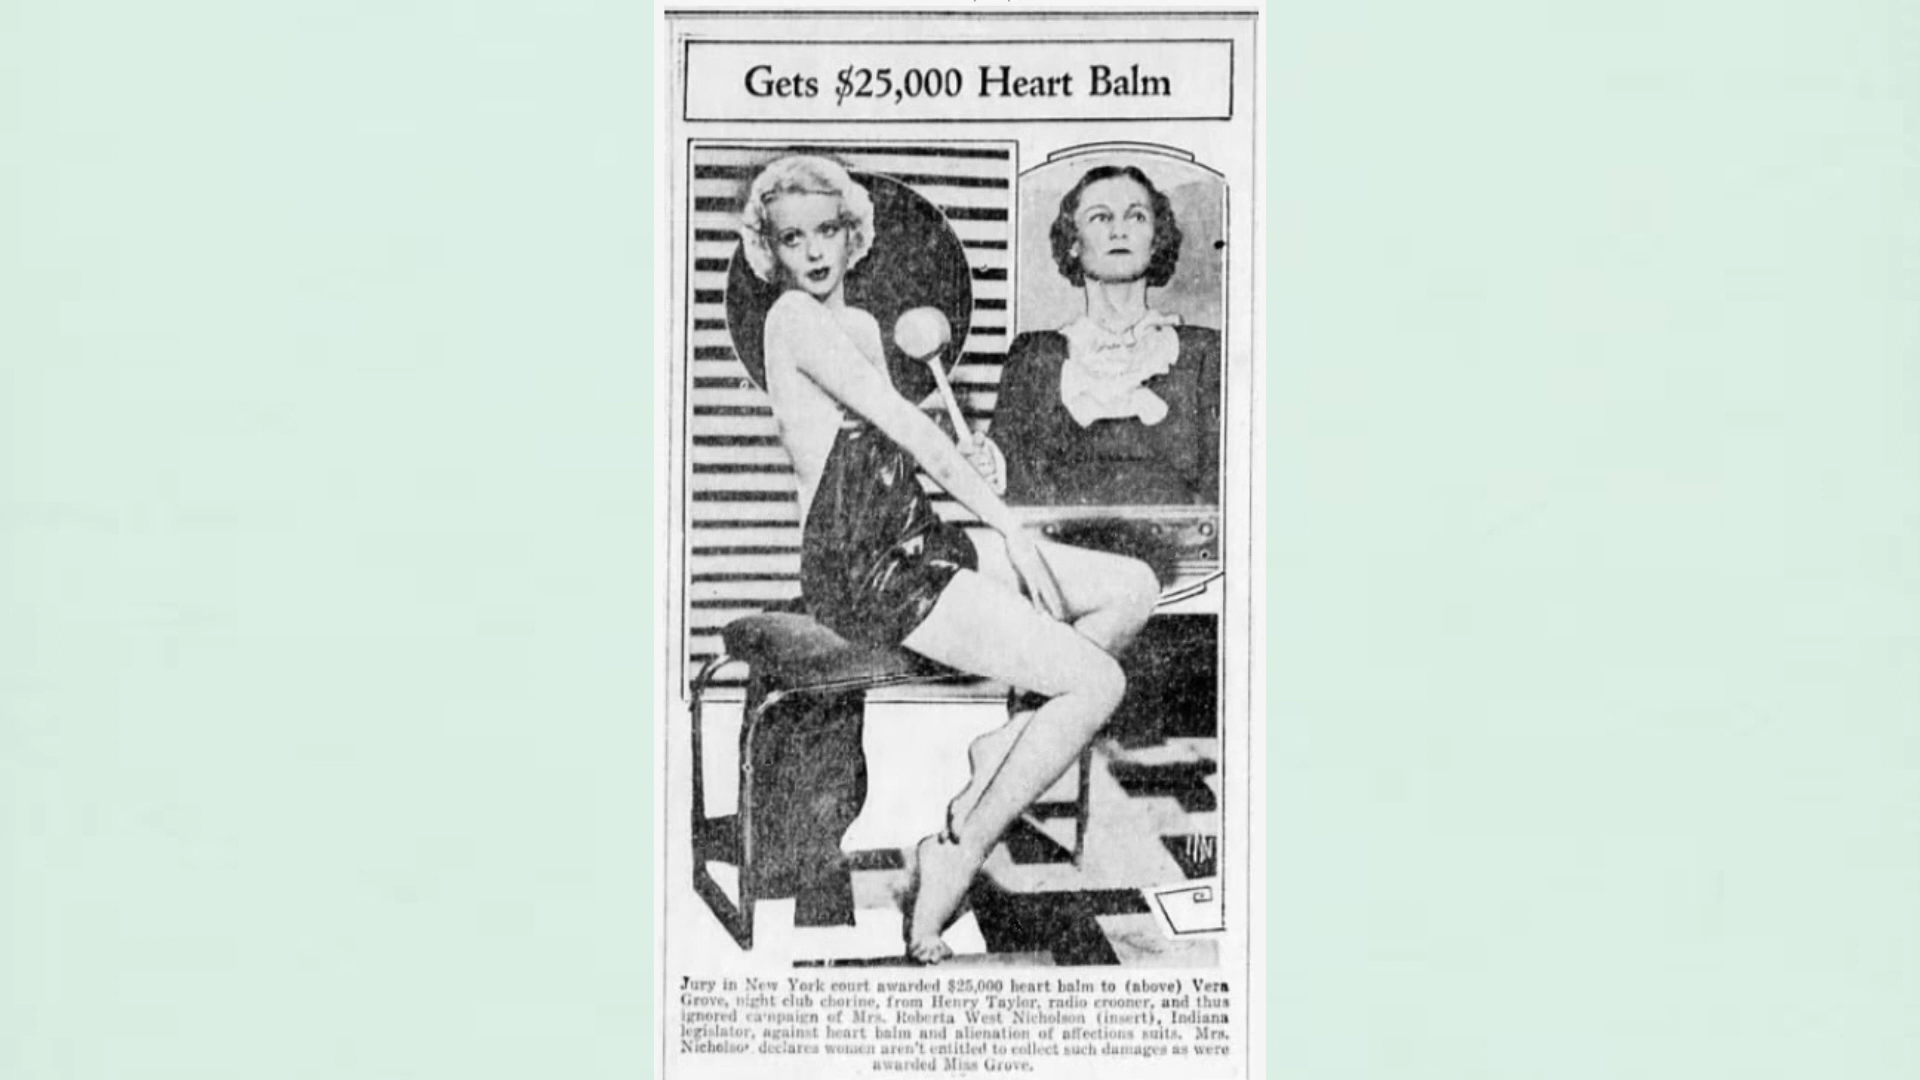 Gets $25,000 Heart Balm
Jury in New York court awarded $25,000 heart balm to (above) Vera
Grove, night club chorine, from Henry Taylor, radio crooner, and thus
ignored campaign of Mrs. Roberta West Nicholson (insert), Indiana
legislator, against heart balm and alienation of affections suits. Mrs.
Nicholson declares women aren't entitled to collect such damages as were
awarded Miss Grove.